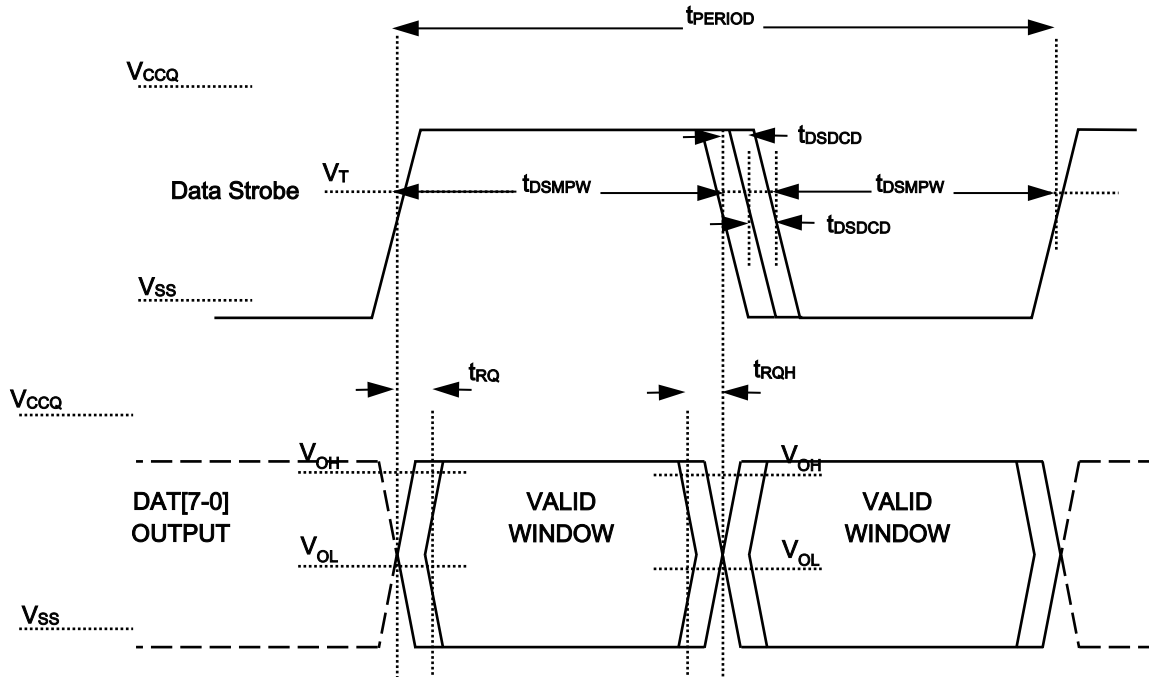 tPERIOD
VCCQ
tDSDCD
VT
Data Strobe
tDSMPW
tDSMPW
tDSDCD
VSS
tRQ
tRQH
VCCQ
VOH
VOH
DAT[7-0]
OUTPUT
VALID
WINDOW
VALID
WINDOW
VOL
VOL
VSS